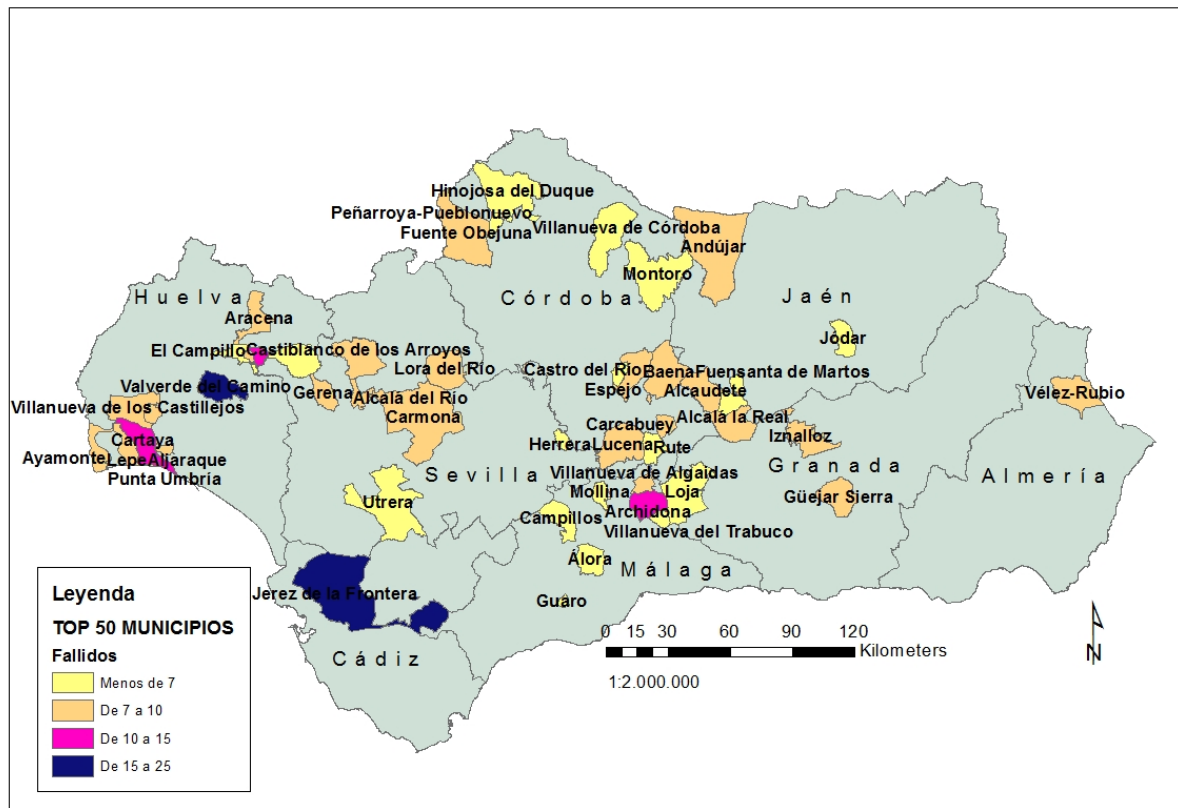 Hinojosa del Duque
Peñarroya-Pueblonuevo
Fuente Obejuna
Villanueva de Córdoba
Andújar
Montoro
Huelva
Córdoba
Jaén
Aracena
El Campillo
Castiblanco de los Arroyos
Jódar
Lora del Río
Castro del Río
Baena
Fuensanta de Martos
Valverde del Camino
Gerena
Espejo
Alcaudete
Vélez-Rubio
Alcalá del Río
Villanueva de los Castillejos
Carmona
Carcabuey
Alcalá la Real
Iznalloz
Cartaya
Herrera
Lucena
Rute
Ayamonte
Lepe
Aljaraque
Punta Umbría
Sevilla
Villanueva de Algaidas
Granada
Almería
Mollina
Loja
Güejar Sierra
Utrera
Archidona
Campillos
Villanueva del Trabuco
Álora
Málaga
Jerez de la Frontera
Guaro
Cádiz
0 15 30 60 90 120
Kilometers
1:2.000.000
N
Leyenda
TOP 50 MUNICIPIOS
Fallidos
Menos de 7
De 7 a 10
De 10 a 15
De 15 a 25